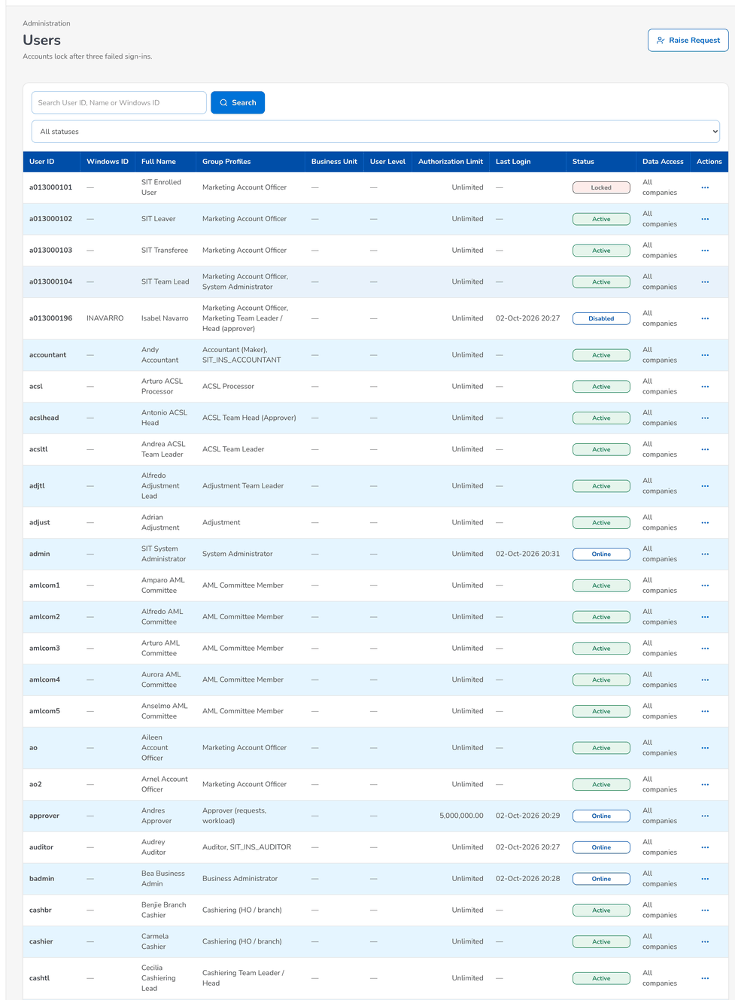 Administration
Users
Accounts lock after three failed sign-ins.
Raise Request
Search User ID, Name or Windows ID
Search
All statuses
User ID Windows ID Full Name Group Profiles Business Unit User Level Authorization Limit Last Login Status Data Access Actions
a013000101 — SIT Enrolled User Marketing Account Officer — — Unlimited — Locked All companies ...
a013000102 — SIT Leaver Marketing Account Officer — — Unlimited — Active All companies ...
a013000103 — SIT Transferee Marketing Account Officer — — Unlimited — Active All companies ...
a013000104 — SIT Team Lead Marketing Account Officer, System Administrator — — Unlimited — Active All companies ...
a013000196 INAVARRO Isabel Navarro Marketing Account Officer, Marketing Team Leader / Head (approver) — — Unlimited 02-Oct-2026 20:27 Disabled All companies ...
accountant — Andy Accountant Accountant (Maker), SIT_INS_ACCOUNTANT — — Unlimited — Active All companies ...
acsl — Arturo ACSL Processor ACSL Processor — — Unlimited — Active All companies ...
acslhead — Antonio ACSL Head ACSL Team Head (Approver) — — Unlimited — Active All companies ...
acsltl — Andrea ACSL Team Leader ACSL Team Leader — — Unlimited — Active All companies ...
adjtl — Alfredo Adjustment Lead Adjustment Team Leader — — Unlimited — Active All companies ...
adjust — Adrian Adjustment Adjustment — — Unlimited — Active All companies ...
admin — SIT System Administrator System Administrator — — Unlimited 02-Oct-2026 20:31 Online All companies ...
amlcom1 — Amparo AML Committee AML Committee Member — — Unlimited — Active All companies ...
amlcom2 — Alfredo AML Committee AML Committee Member — — Unlimited — Active All companies ...
amlcom3 — Arturo AML Committee AML Committee Member — — Unlimited — Active All companies ...
amlcom4 — Aurora AML Committee AML Committee Member — — Unlimited — Active All companies ...
amlcom5 — Anselmo AML Committee AML Committee Member — — Unlimited — Active All companies ...
ao — Aileen Account Officer Marketing Account Officer — — Unlimited — Active All companies ...
ao2 — Arnel Account Officer Marketing Account Officer — — Unlimited — Active All companies ...
approver — Andres Approver Approver (requests, workload) — — 5,000,000.00 02-Oct-2026 20:29 Online All companies ...
auditor — Audrey Auditor Auditor, SIT_INS_AUDITOR — — Unlimited 02-Oct-2026 20:27 Online All companies ...
badmin — Bea Business Admin Business Administrator — — Unlimited 02-Oct-2026 20:28 Online All companies ...
cashbr — Benjie Branch Cashier Cashiering (HO / branch) — — Unlimited — Active All companies ...
cashier — Carmela Cashier Cashiering (HO / branch) — — Unlimited — Active All companies ...
cashtl — Cecilia Cashiering Lead Cashiering Team Leader / Head — — Unlimited — Active All companies ...